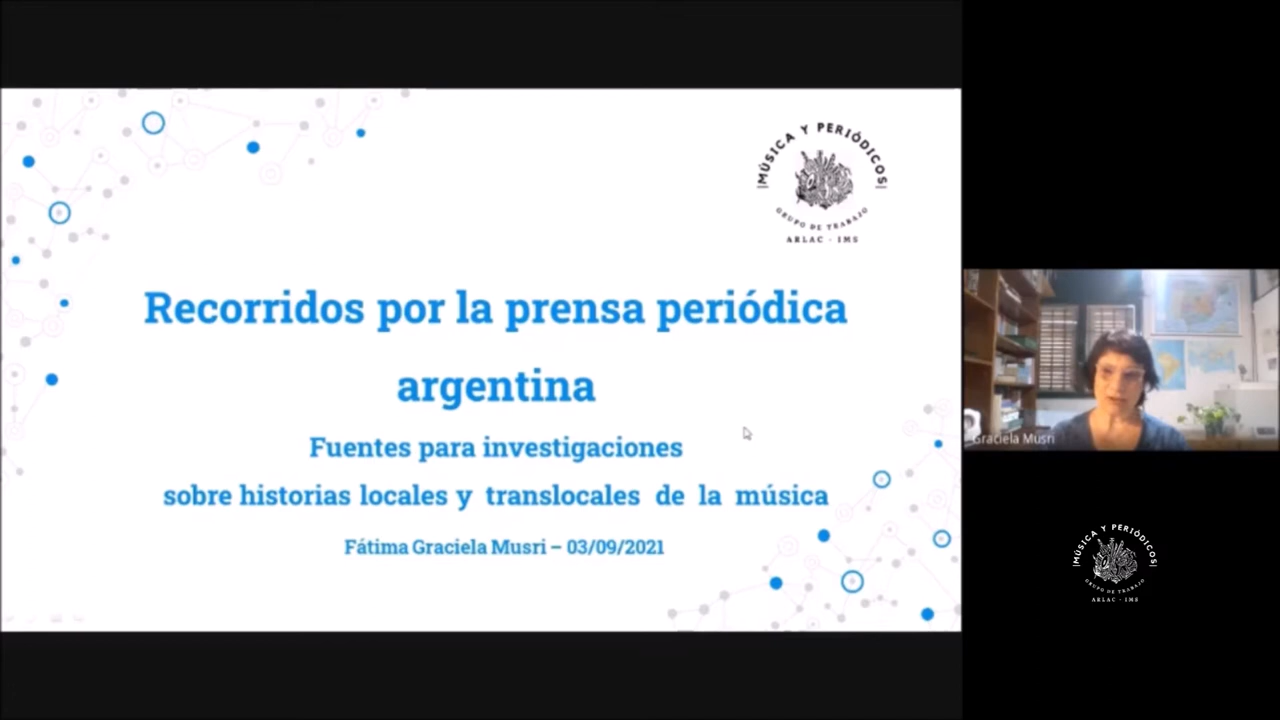 MÚSICA Y PERIÓDICOS
GRUPO DE TRABAJO
ARLAC - IMS
Recorridos por la prensa periódica
argentina
Fuentes para investigaciones
sobre historias locales y translocales de la música
Fátima Graciela Musri – 03/09/2021
Graciela Musri
MÚSICA Y PERIÓDICOS
GRUPO DE TRABAJO
ARLAC - IMS